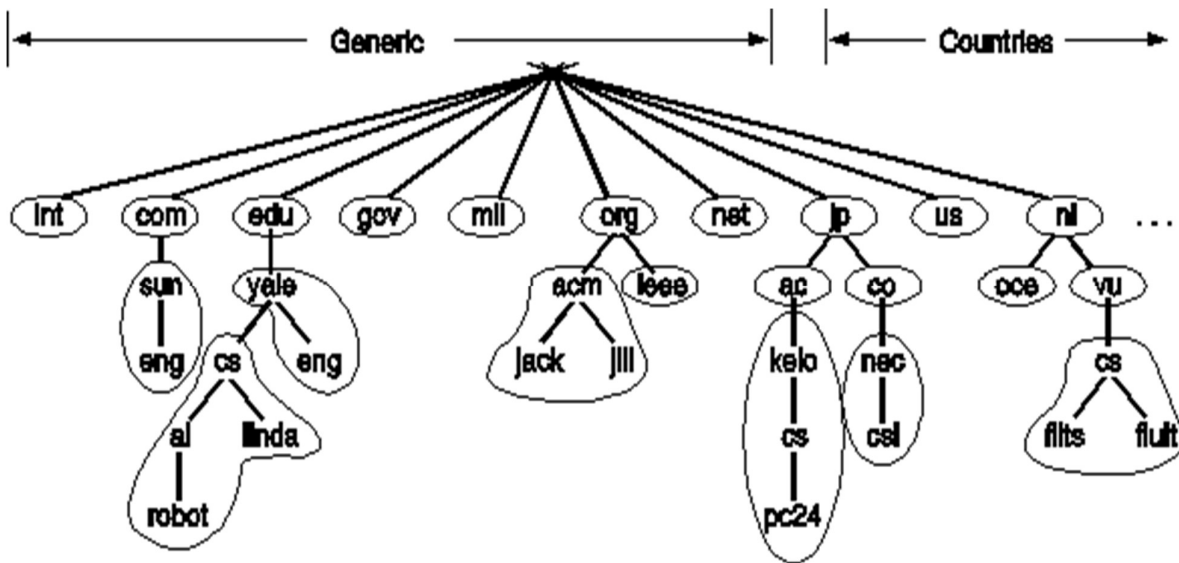 Generic Countries
int com edu gov mil org net jp us nl ...
sun yale acm ieee ac co oce vu
eng cs eng jack jill keio nec cs
ai linda cs csl flits fluit
robot pc24